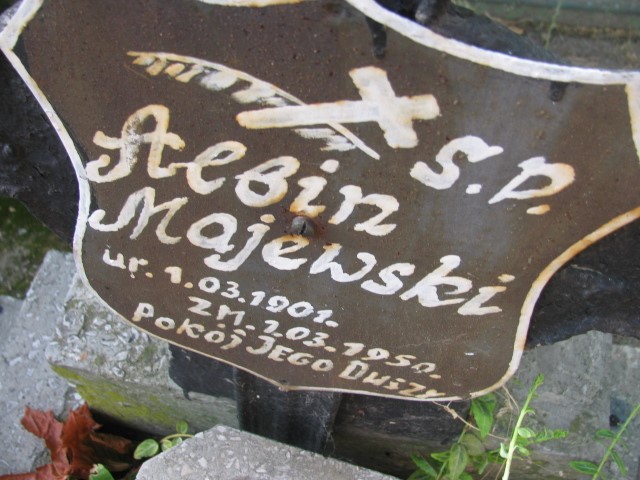 Ś.P.
Albin
Majewski
ur. 1.03.1901.
ZM. 1.03.1950.
POKÓJ JEGO DUSZY